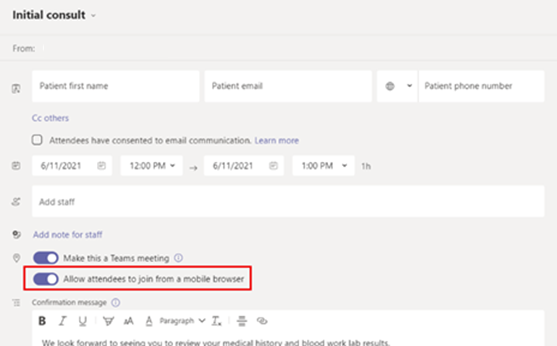 Initial consult
From:
Patient first name Patient email Patient phone number
Cc others
Attendees have consented to email communication. Learn more
6/11/2021 12:00 PM → 6/11/2021 1:00 PM 1h
Add staff
Add note for staff
Make this a Teams meeting
Allow attendees to join from a mobile browser
Confirmation message
B I U A AA A Paragraph Tx
We look forward to seeing you to review your medical history and blood work lab results.